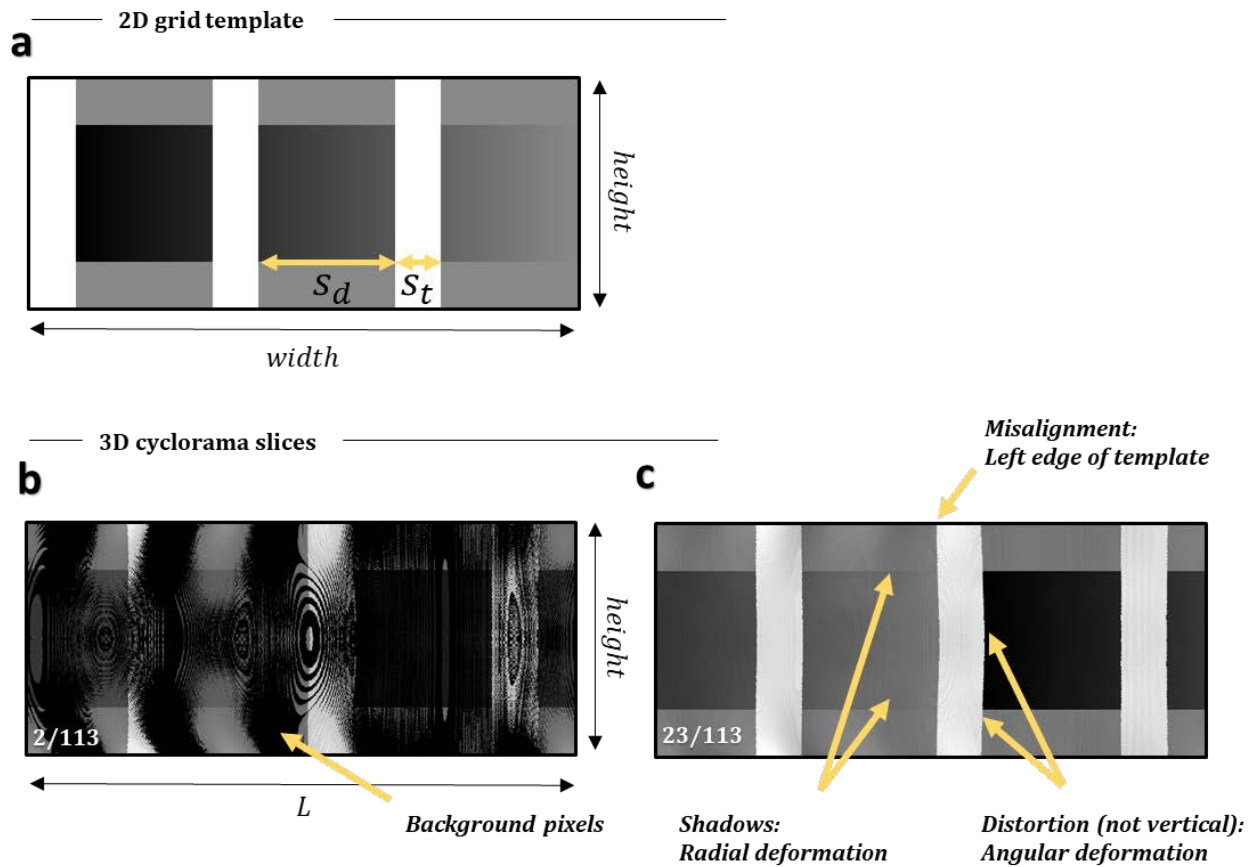 2D grid template
a
height
S_d
S_t
width
3D cyclorama slices
Misalignment:
Left edge of template
b
c
height
2/113
23/113
L
Background pixels
Shadows:
Radial deformation
Distortion (not vertical):
Angular deformation